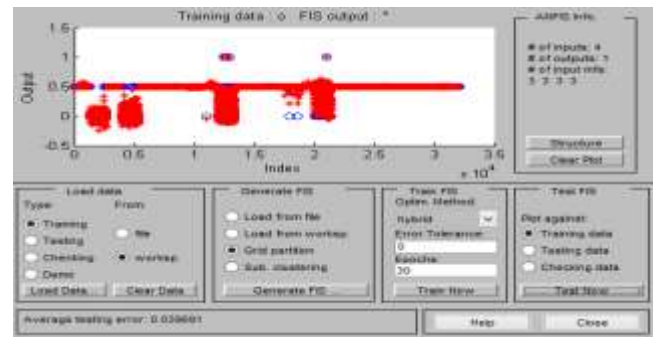 Training data : o FIS output : *
ANFIS Info.
1.5
1
0.5
0
-0.5
Output
0 0.5 1 1.5 2 2.5 3 3.5
Index
x 10^4
# of inputs: 4
# of outputs: 1
# of input mfs:
3 3 3 3
Structure
Clear Plot
Load data
Type: From:
Training
Testing
Checking
Demo
file
worksp.
Load Data...
Clear Data
Generate FIS
Load from file
Load from worksp.
Grid partition
Sub. clustering
Generate FIS ...
Train FIS
Optim. Method:
hybrid
Error Tolerance:
0
Epochs:
30
Train Now
Test FIS
Plot against:
Training data
Testing data
Checking data
Test Now
Average testing error:
Help
Close